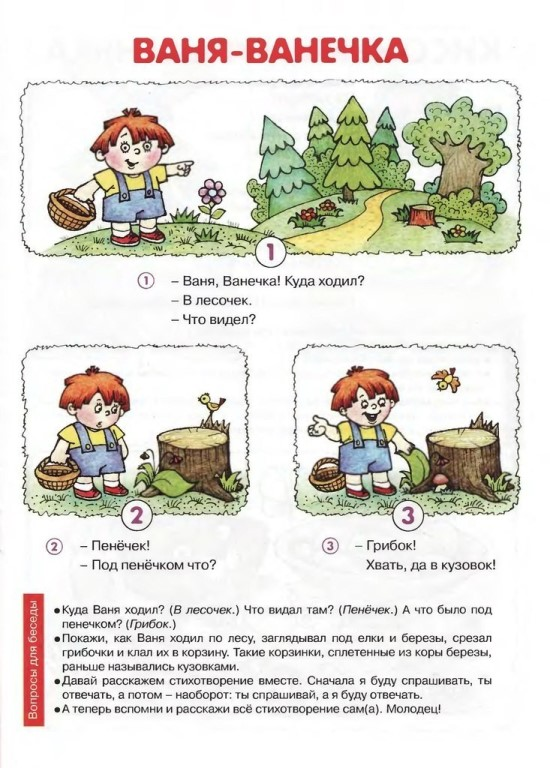 ВАНЯ-ВАНЕЧКА
1
① – Ваня, Ванечка! Куда ходил?
– В лесочек.
– Что видел?
2
3
② – Пенёчек!
– Под пенёчком что?
③ – Грибок!
Хвать, да в кузовок!
Вопросы для беседы
●Куда Ваня ходил? (В лесочек.) Что видал там? (Пенёчек.) А что было под
пенечком? (Грибок.)
●Покажи, как Ваня ходил по лесу, заглядывал под елки и березы, срезал
грибочки и клал их в корзину. Такие корзинки, сплетенные из коры березы,
раньше назывались кузовками.
●Давай расскажем стихотворение вместе. Сначала я буду спрашивать, ты
отвечать, а потом – наоборот: ты спрашивай, а я буду отвечать.
●А теперь вспомни и расскажи всё стихотворение сам(а). Молодец!